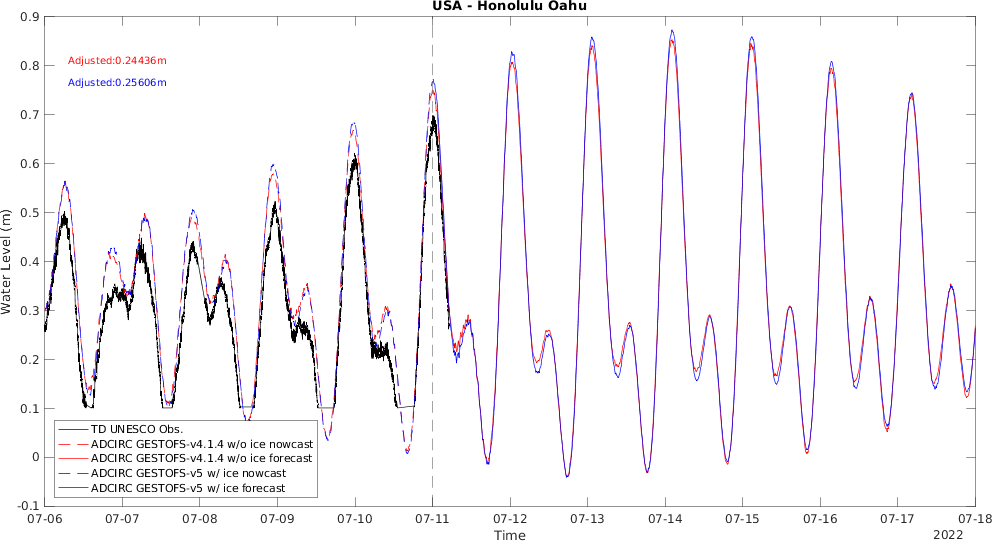 USA - Honolulu Oahu
0.9
0.8
0.7
0.6
0.5
0.4
0.3
0.2
0.1
0
-0.1
Water Level (m)
Adjusted:0.24436m
Adjusted:0.25606m
TD UNESCO Obs.
ADCIRC GESTOFS-v4.1.4 w/o ice nowcast
ADCIRC GESTOFS-v4.1.4 w/o ice forecast
ADCIRC GESTOFS-v5 w/ ice nowcast
ADCIRC GESTOFS-v5 w/ ice forecast
07-06 07-07 07-08 07-09 07-10 07-11 07-12 07-13 07-14 07-15 07-16 07-17 07-18
Time
2022